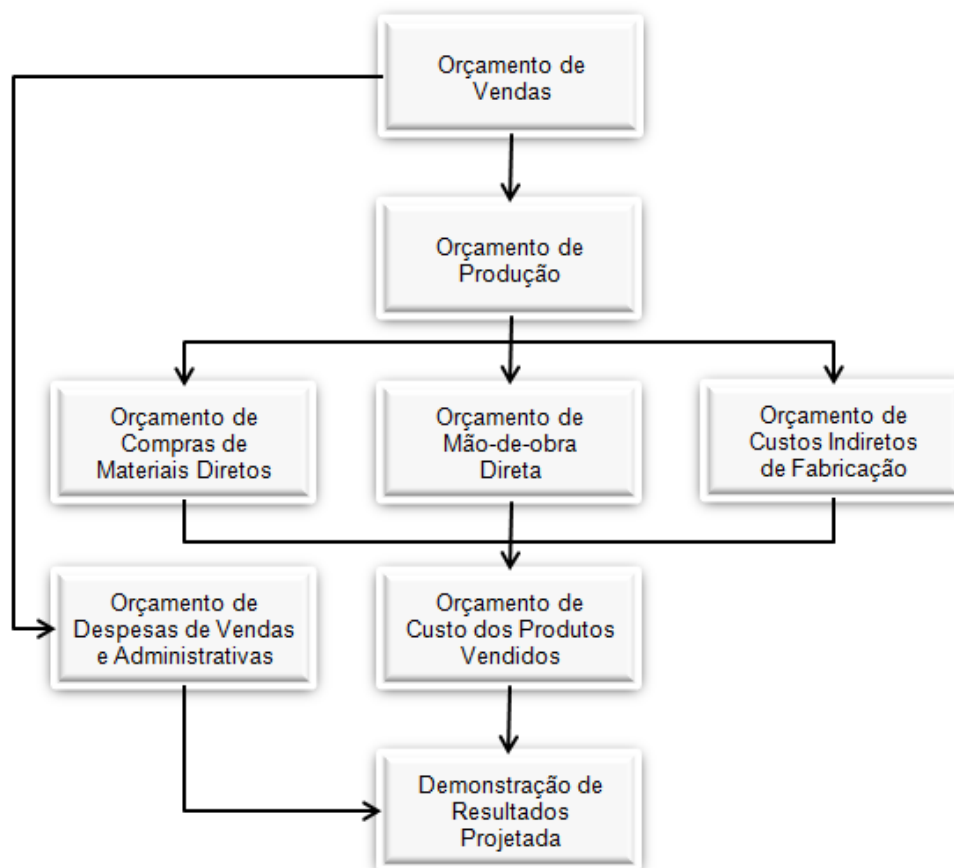 Orçamento de
Vendas
Orçamento de
Produção
Orçamento de
Compras de
Materiais Diretos
Orçamento de
Mão-de-obra
Direta
Orçamento de
Custos Indiretos
de Fabricação
Orçamento de
Despesas de Vendas
e Administrativas
Orçamento de
Custo dos Produtos
Vendidos
Demonstração de
Resultados
Projetada